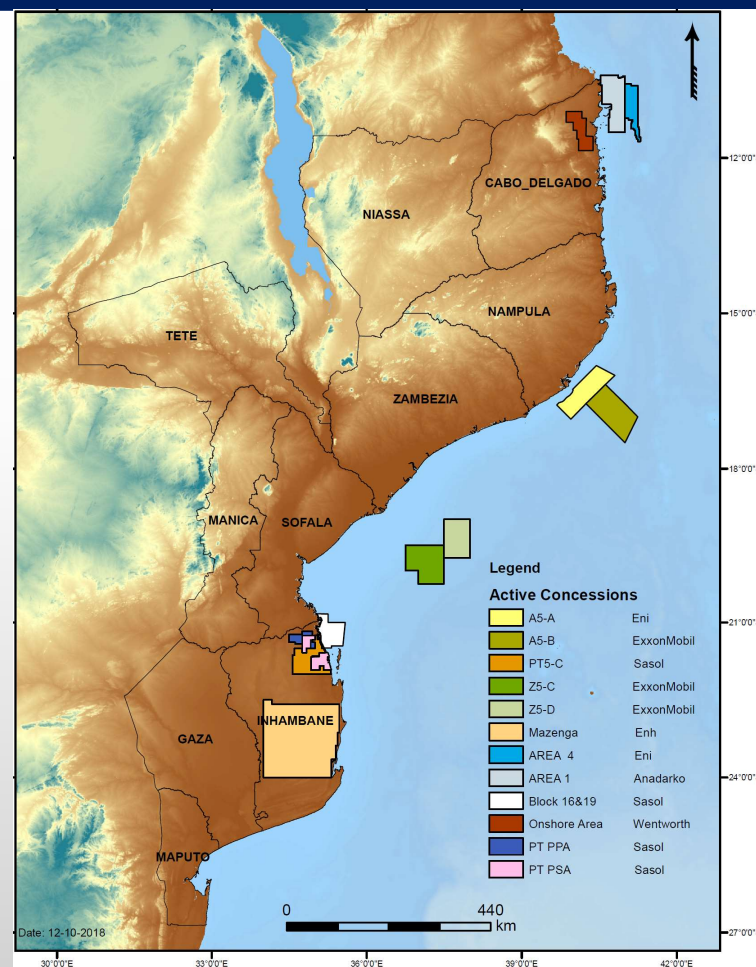 12°0'0"
CABO_DELGADO
NIASSA
NAMPULA
15°0'0"
TETE
ZAMBEZIA
18°0'0"
MANICA
SOFALA
Legend
Active Concessions
A5-A Eni
21°0'0"
A5-B ExxonMobil
PT5-C Sasol
Z5-C ExxonMobil
Z5-D ExxonMobil
INHAMBANE
Mazenga Enh
GAZA
AREA 4 Eni
24°0'0"
AREA 1 Anadarko
Block 16&19 Sasol
Onshore Area Wentworth
PT PPA Sasol
MAPUTO
PT PSA Sasol
0 440
km
Date: 12-10-2018
27°0'0"
30°0'0"E 33°0'0"E 36°0'0"E 39°0'0"E 42°0'0"E